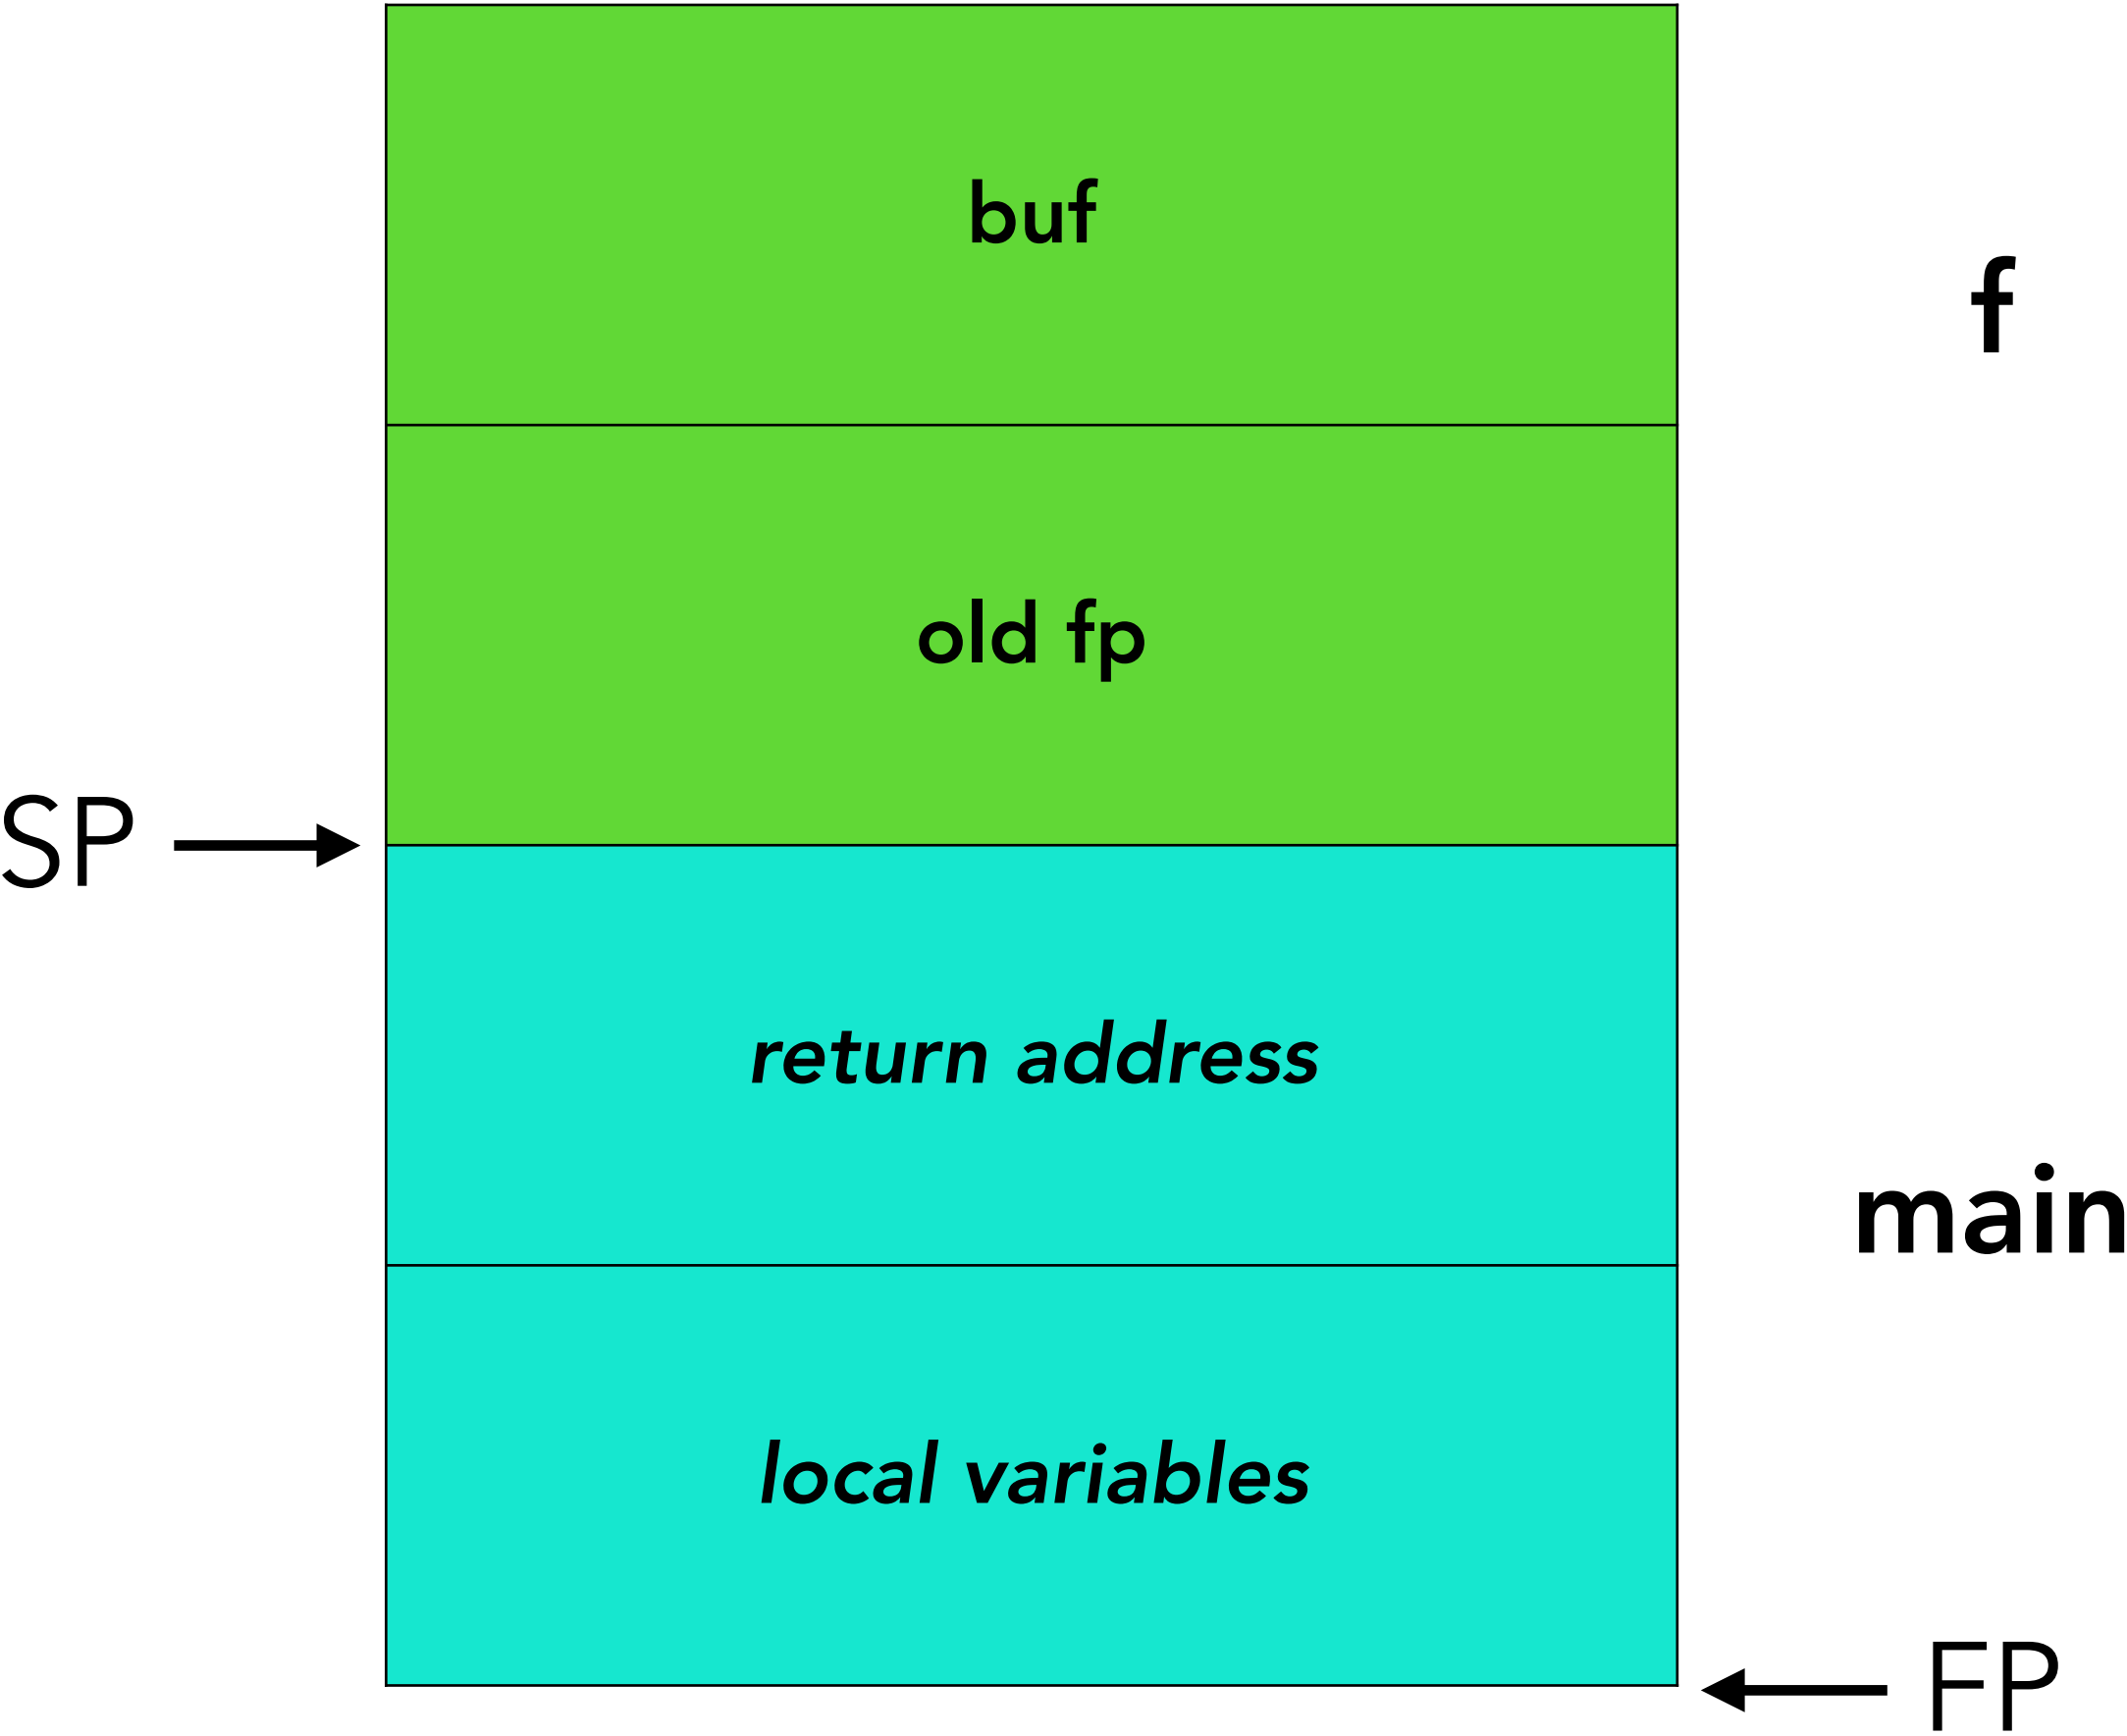 buf
f
old fp
SP
return address
main
local variables
FP